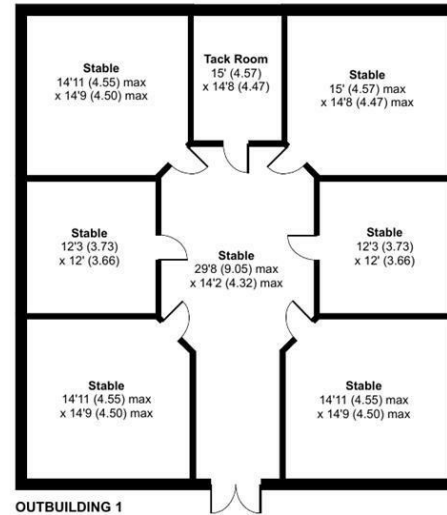 Stable
14'11 (4.55) max
x 14'9 (4.50) max
Tack Room
15' (4.57)
x 14'8 (4.47)
Stable
15' (4.57) max
x 14'8 (4.47) max
Stable
12'3 (3.73)
x 12' (3.66)
Stable
29'8 (9.05) max
x 14'2 (4.32) max
Stable
12'3 (3.73)
x 12' (3.66)
Stable
14'11 (4.55) max
x 14'9 (4.50) max
Stable
14'11 (4.55) max
x 14'9 (4.50) max
OUTBUILDING 1